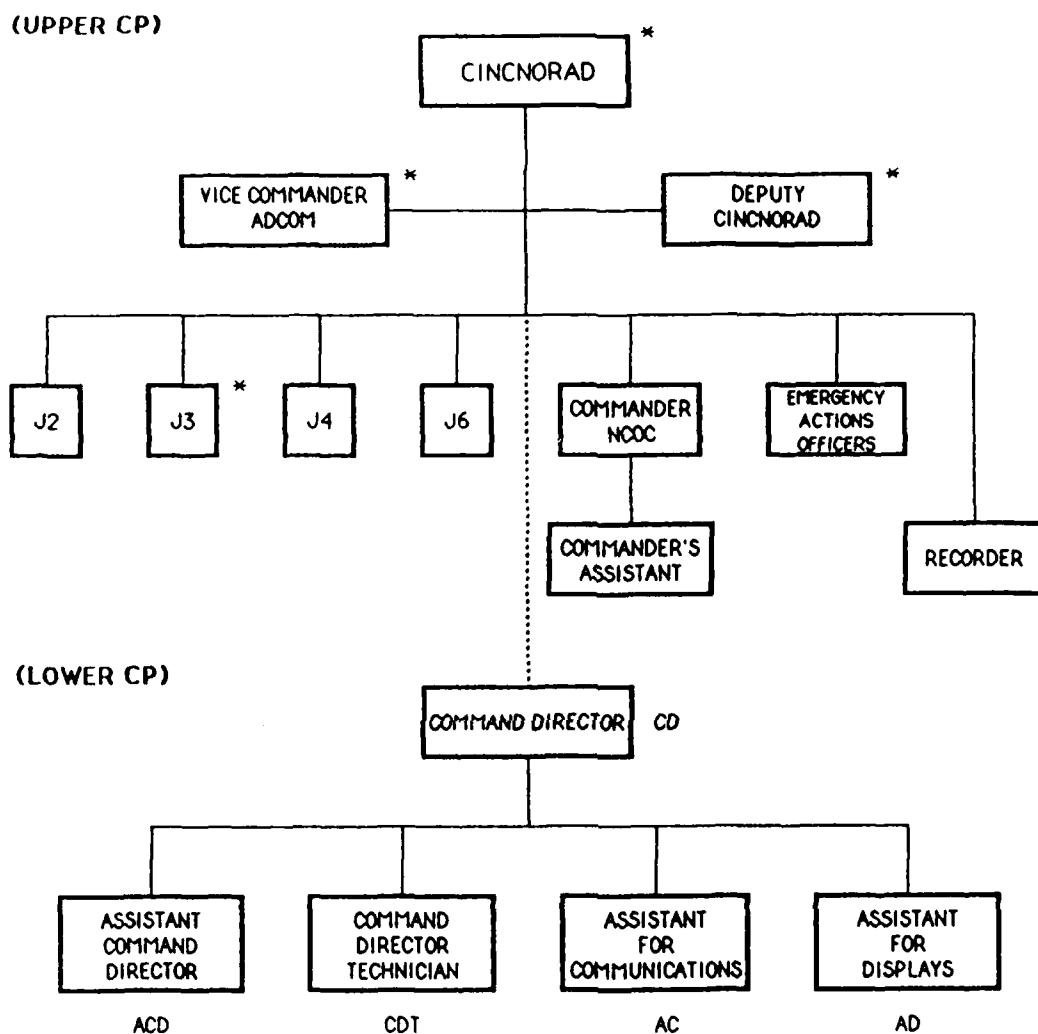 (UPPER CP)
*
CINCNORAD
*
VICE COMMANDER
ADCOM
*
DEPUTY
CINCNORAD
J2
J3
*
J4
J6
COMMANDER
NCOC
EMERGENCY
ACTIONS
OFFICERS
COMMANDER'S
ASSISTANT
RECORDER
(LOWER CP)
COMMAND DIRECTOR
CD
ASSISTANT
COMMAND
DIRECTOR
COMMAND
DIRECTOR
TECHNICIAN
ASSISTANT
FOR
COMMUNICATIONS
ASSISTANT
FOR
DISPLAYS
ACD
CDT
AC
AD